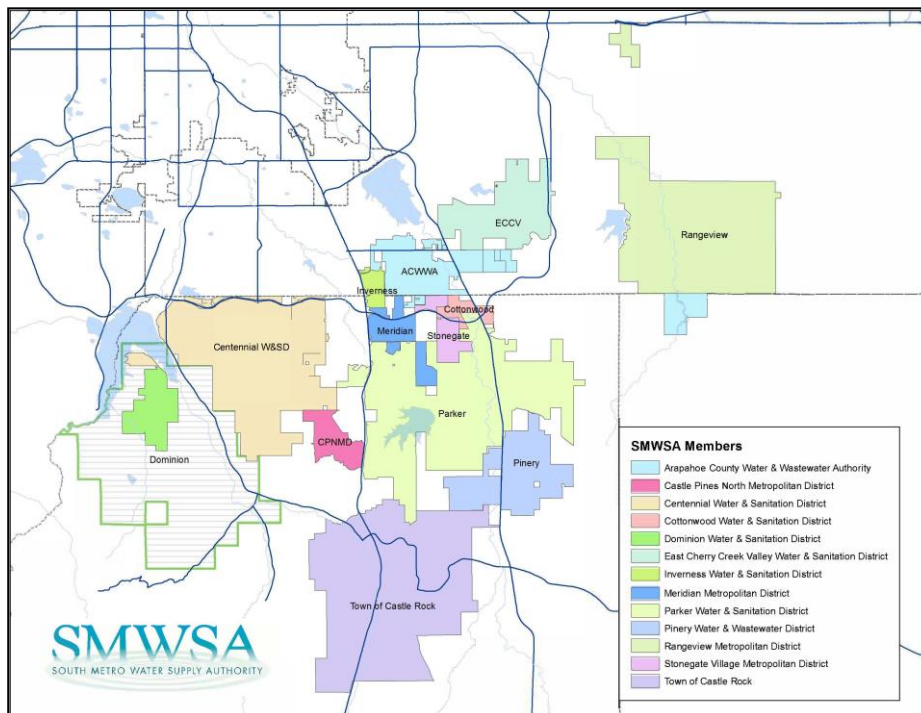 ECCV
Rangeview
ACWWA
Inverness
Cottonwood
Meridian
Stonegate
Centennial W&SD
Parker
CPNMD
Dominion
Pinery
Town of Castle Rock
SMWSA Members
Arapahoe County Water & Wastewater Authority
Castle Pines North Metropolitan District
Centennial Water & Sanitation District
Cottonwood Water & Sanitation District
Dominion Water & Sanitation District
East Cherry Creek Valley Water & Sanitation District
Inverness Water & Sanitation District
Meridian Metropolitan District
Parker Water & Sanitation District
Pinery Water & Wastewater District
Rangeview Metropolitan District
Stonegate Village Metropolitan District
Town of Castle Rock
SMWSA
SOUTH METRO WATER SUPPLY AUTHORITY